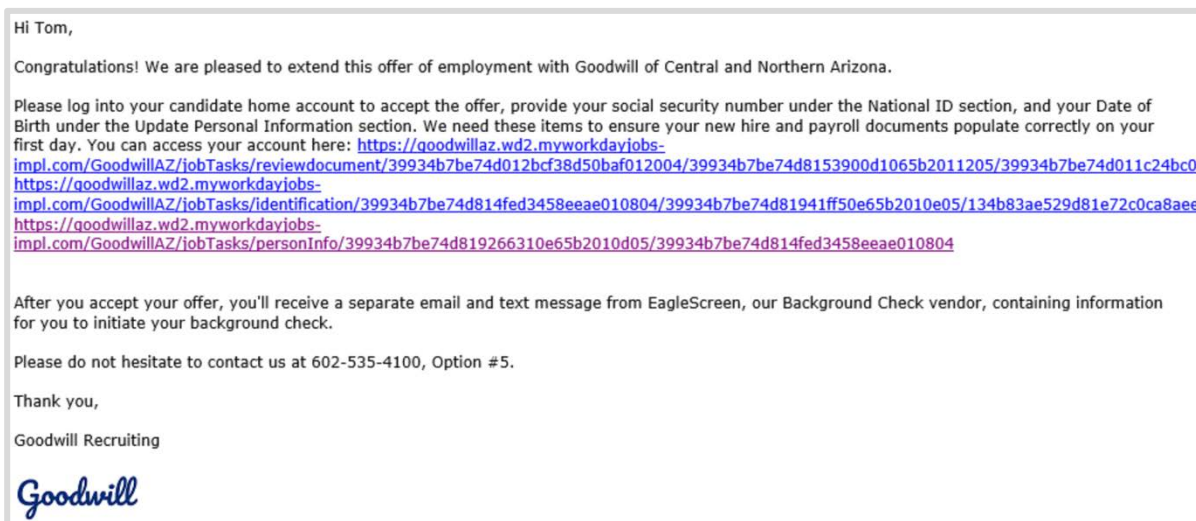 Hi Tom,
Congratulations! We are pleased to extend this offer of employment with Goodwill of Central and Northern Arizona.
Please log into your candidate home account to accept the offer, provide your social security number under the National ID section, and your Date of
Birth under the Update Personal Information section. We need these items to ensure your new hire and payroll documents populate correctly on your
first day. You can access your account here: https://goodwillaz.wd2.myworkdayjobs-
impl.com/GoodwillAZ/jobTasks/reviewdocument/39934b7be74d012bcf38d50baf012004/39934b7be74d8153900d1065b2011205/39934b7be74d011c24bc0
https://goodwillaz.wd2.myworkdayjobs-
impl.com/GoodwillAZ/jobTasks/identification/39934b7be74d814fed3458eeae010804/39934b7be74d81941ff50e65b2010e05/134b83ae529d81e72c0ca8aee
https://goodwillaz.wd2.myworkdayjobs-
impl.com/GoodwillAZ/jobTasks/personInfo/39934b7be74d819266310e65b2010d05/39934b7be74d814fed3458eeae010804
After you accept your offer, you'll receive a separate email and text message from EagleScreen, our Background Check vendor, containing information
for you to initiate your background check.
Please do not hesitate to contact us at 602-535-4100, Option #5.
Thank you,
Goodwill Recruiting
Goodwill